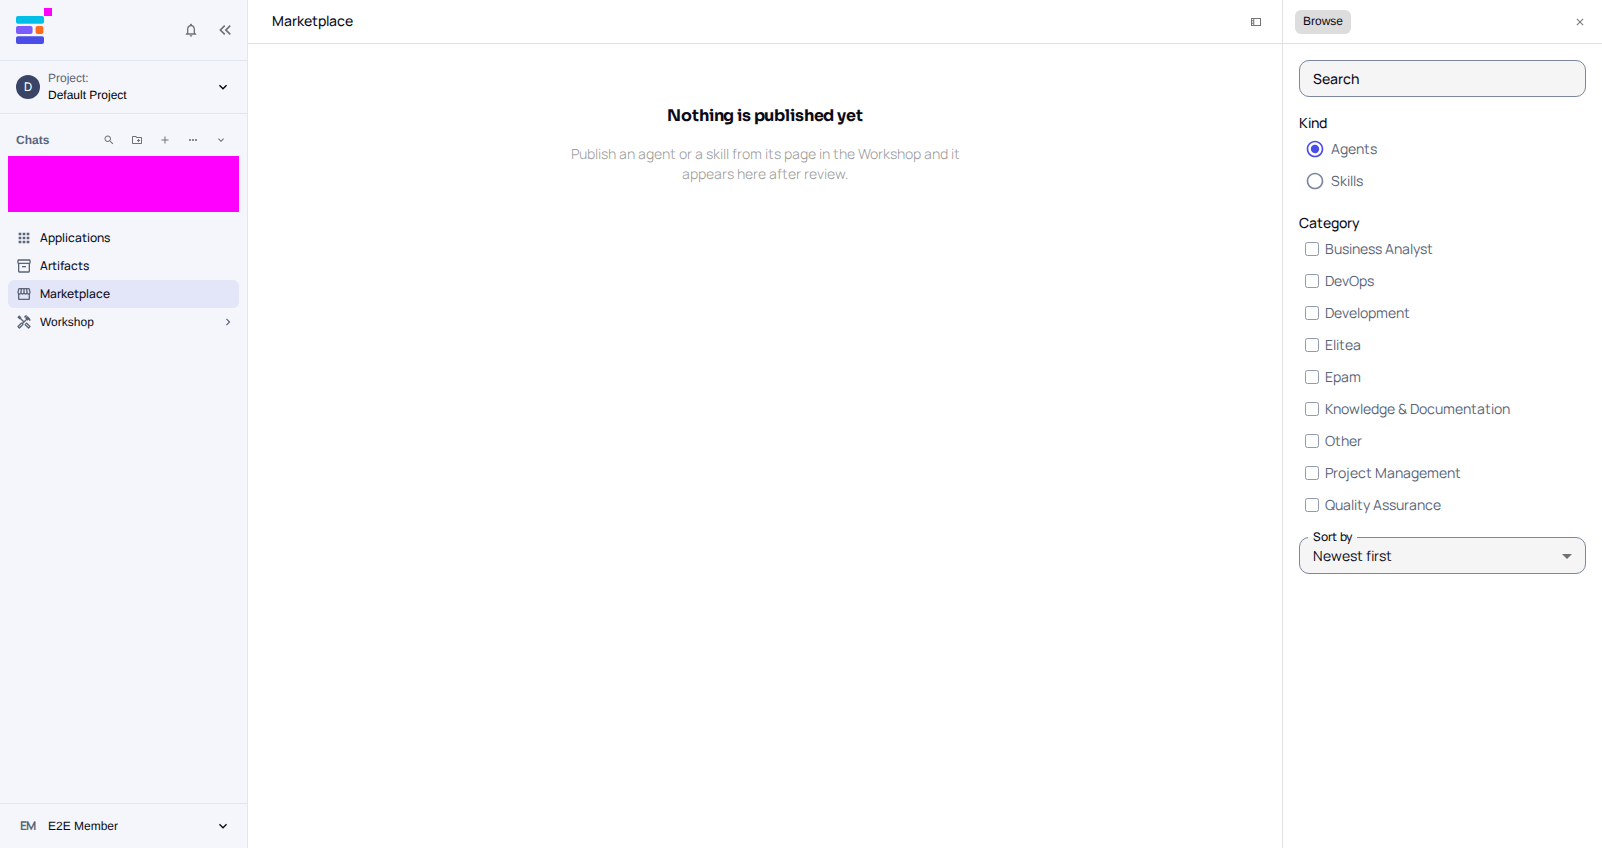 Marketplace
Browse
Project:
D
Default Project
Search
Chats
Nothing is published yet
Publish an agent or a skill from its page in the Workshop and it
appears here after review.
Kind
Agents
Skills
Applications
Artifacts
Marketplace
Workshop
Category
Business Analyst
DevOps
Development
Elitea
Epam
Knowledge & Documentation
Other
Project Management
Quality Assurance
Sort by
Newest first
EM
E2E Member